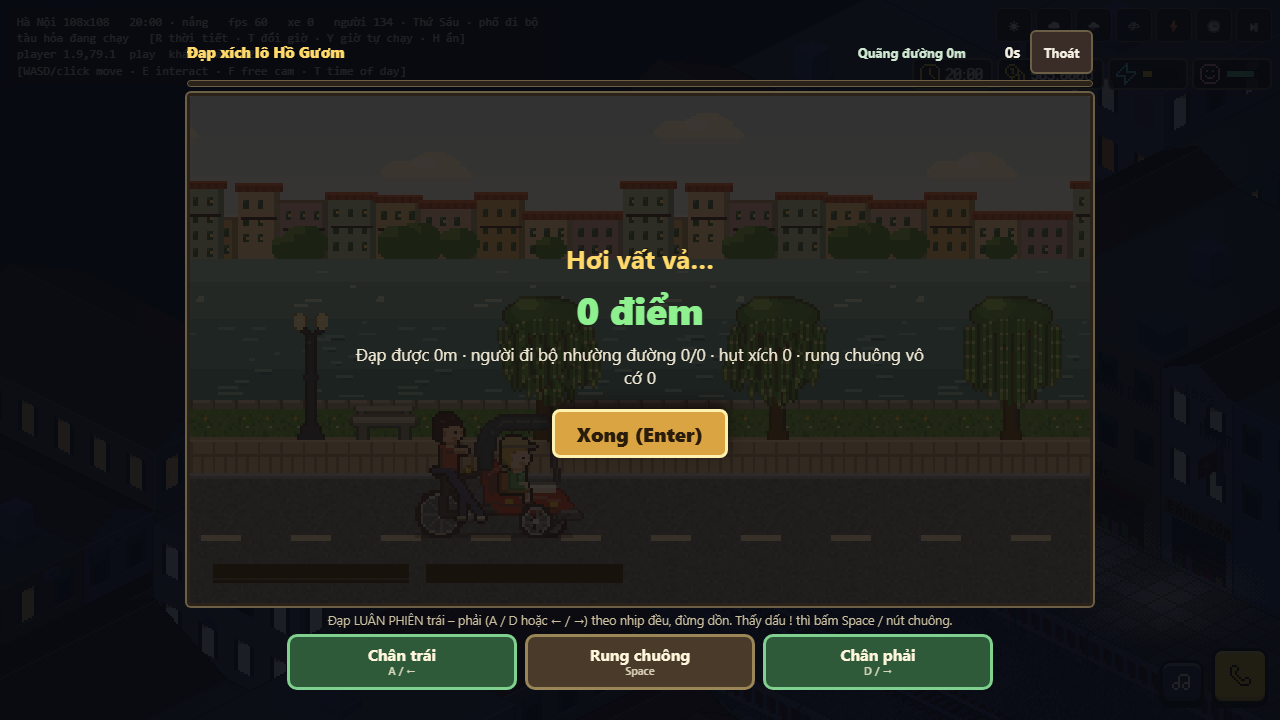 Hà Nội 108x108 20:00 · nắng fps 60 xe 0 người 134 · Thứ Sáu · phố đi bộ
tàu hỏa đang chạy [R thời tiết · T đổi giờ · Y giờ tự chạy · H ẩn]
player 1.9,79.1 play
[WASD/click move · E interact · F free cam · T time of day]
Đạp xích lô Hồ Gươm
Quãng đường 0m
0s
Thoát
20:00
Hơi vất vả...
0 điểm
Đạp được 0m · người đi bộ nhường đường 0/0 · hụt xích 0 · rung chuông vô
cớ 0
Xong (Enter)
Đạp LUÂN PHIÊN trái – phải (A / D hoặc ← / →) theo nhịp đều, đừng dồn. Thấy dấu ! thì bấm Space / nút chuông.
Chân trái
A / ←
Rung chuông
Space
Chân phải
D / →